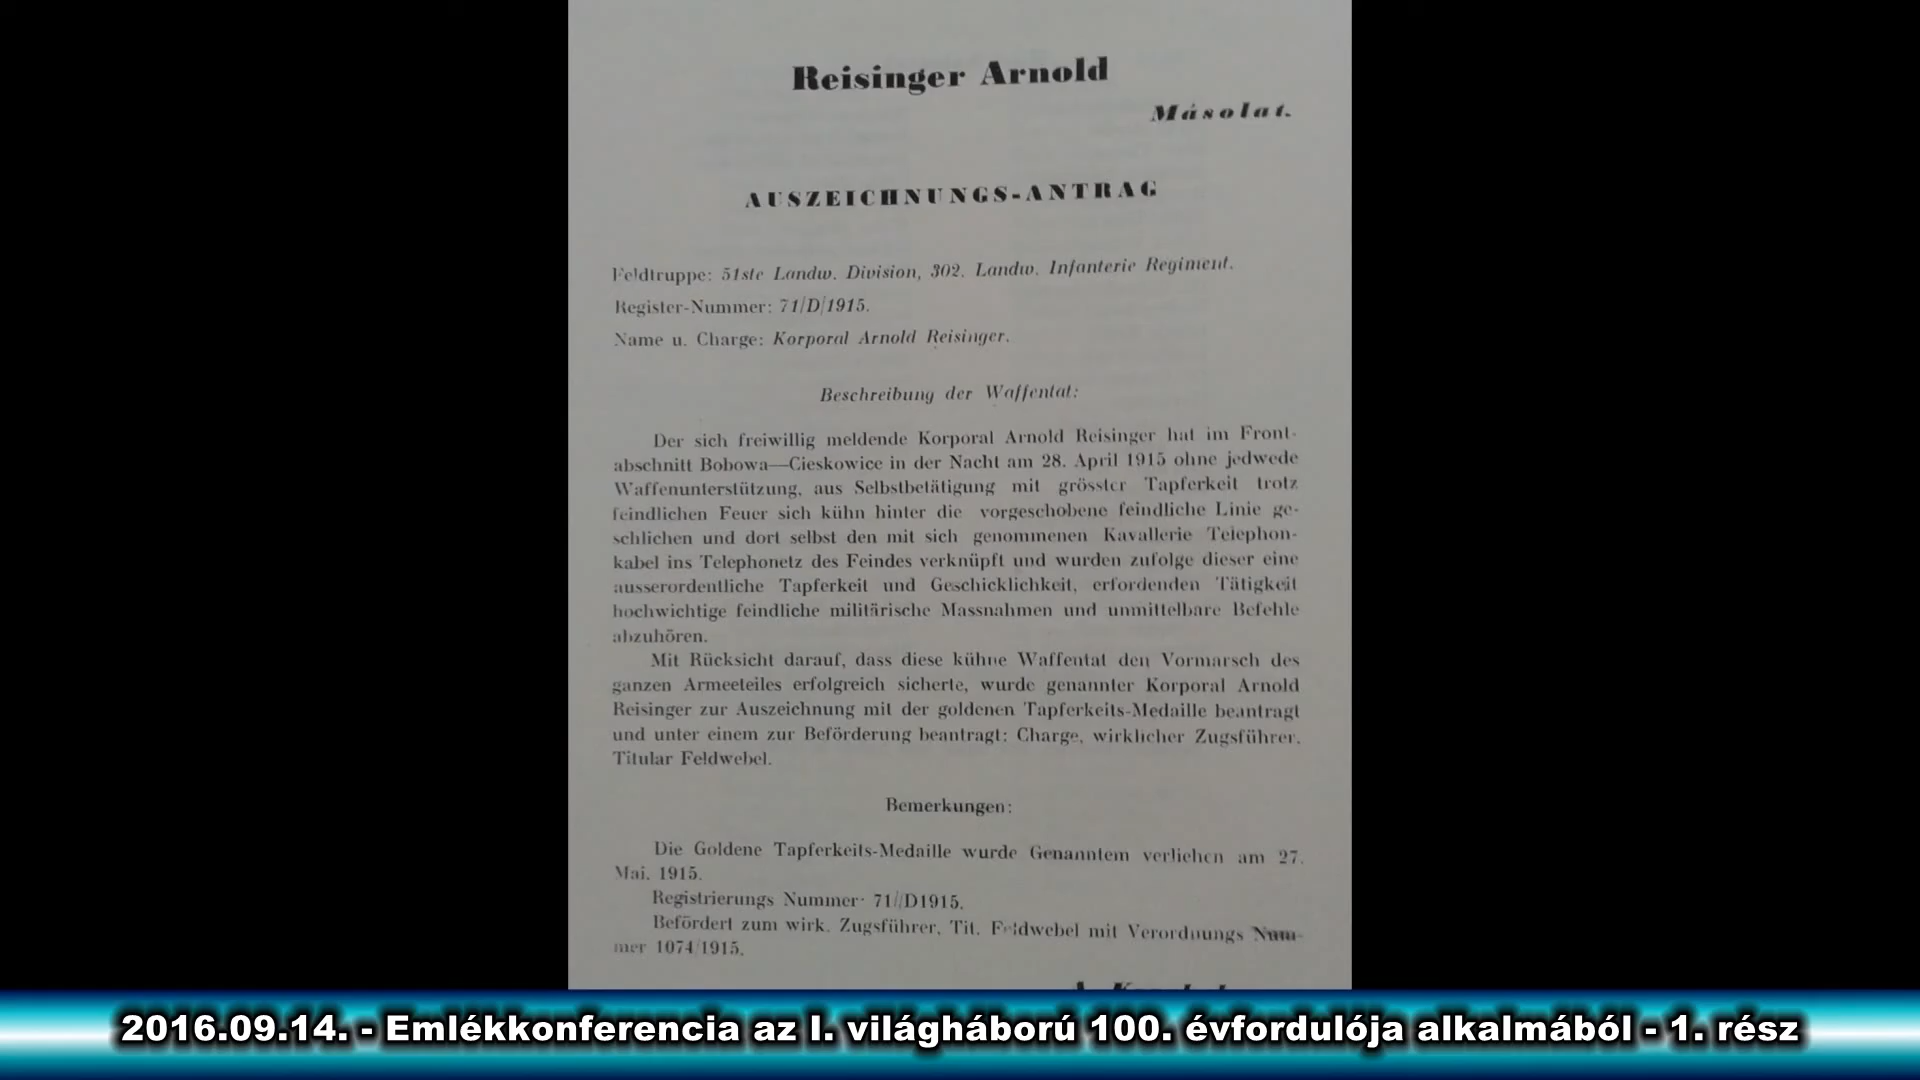 Reisinger Arnold
Másolat.
AUSZEICHNUNGS-ANTRAG
Feldtruppe: 51ste Landw. Division, 302. Landw. Infanterie Regiment.
Register-Nummer: 71/D/1915.
Name u. Charge: Korporal Arnold Reisinger.
Beschreibung der Waffentat:
Der sich freiwillig meldende Korporal Arnold Reisinger hat im Front-
abschnitt Bobowa—Cieskowice in der Nacht am 28. April 1915 ohne jedwede
Waffenunterstützung, aus Selbstbetätigung mit grösster Tapferkeit trotz
feindlichen Feuer sich kühn hinter die vorgeschobene feindliche Linie ge-
schlichen und dort selbst den mit sich genommenen Kavallerie Telephon-
kabel ins Telephonetz des Feindes verknüpft und wurden zufolge dieser eine
ausserordentliche Tapferkeit und Geschicklichkeit, erfordenden Tätigkeit
hochwichtige feindliche militärische Massnahmen und unmittelbare Befehle
abzuhören.
Mit Rücksicht darauf, dass diese kühne Waffentat den Vormarsch des
ganzen Armeeteiles erfolgreich sicherte, wurde genannter Korporal Arnold
Reisinger zur Auszeichnung mit der goldenen Tapferkeits-Medaille beantragt
und unter einem zur Beförderung beantragt: Charge, wirklicher Zugsführer.
Titular Feldwebel.
Bemerkungen:
Die Goldene Tapferkeits-Medaille wurde Genanntem verliehen am 27.
Mai. 1915.
Registrierungs Nummer· 71//D1915.
Befördert zum wirk. Zugsführer, Tit. Feldwebel mit Verordnungs Num-
mer 1074/1915.
2016.09.14. - Emlékkonferencia az I. világháború 100. évfordulója alkalmából - 1. rész